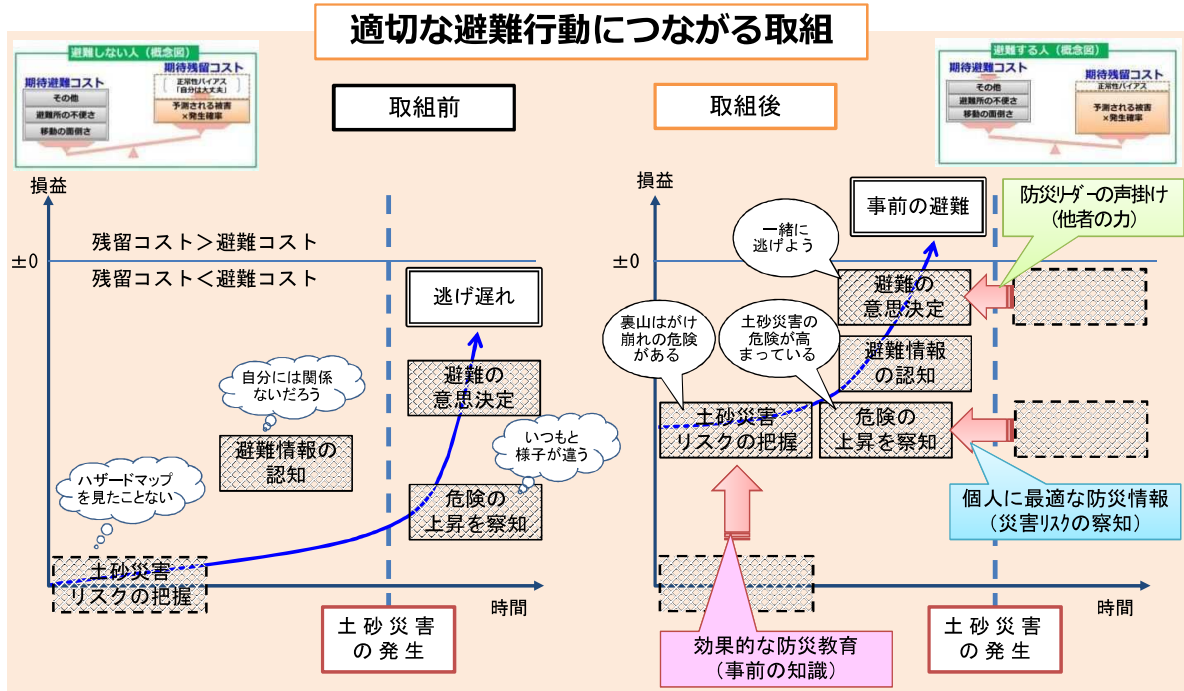 適切な避難行動につながる取組
避難しない人（概念図）
期待避難コスト
その他
避難所の不便さ
移動の面倒さ
期待残留コスト
正常性バイアス
「自分は大丈夫」
予測される被害
×発生確率
取組前
取組後
避難する人（概念図）
期待避難コスト
その他
避難所の不便さ
移動の面倒さ
期待残留コスト
正常性バイアス
予測される被害
×発生確率
損益
残留コスト＞避難コスト
±0
残留コスト＜避難コスト
逃げ遅れ
避難の
意思決定
自分には関係
ないだろう
避難情報の
認知
いつもと
様子が違う
ハザードマップ
を見たことない
危険の
上昇を察知
土砂災害
リスクの把握
時間
土砂災害
の発生
損益
±0
事前の避難
防災リーダーの声掛け
（他者の力）
一緒に
逃げよう
避難の
意思決定
裏山はがけ
崩れの危険
がある
土砂災害の
危険が高
まっている
避難情報
の認知
土砂災害
リスクの把握
危険の
上昇を察知
個人に最適な防災情報
（災害リスクの察知）
時間
効果的な防災教育
（事前の知識）
土砂災害
の発生